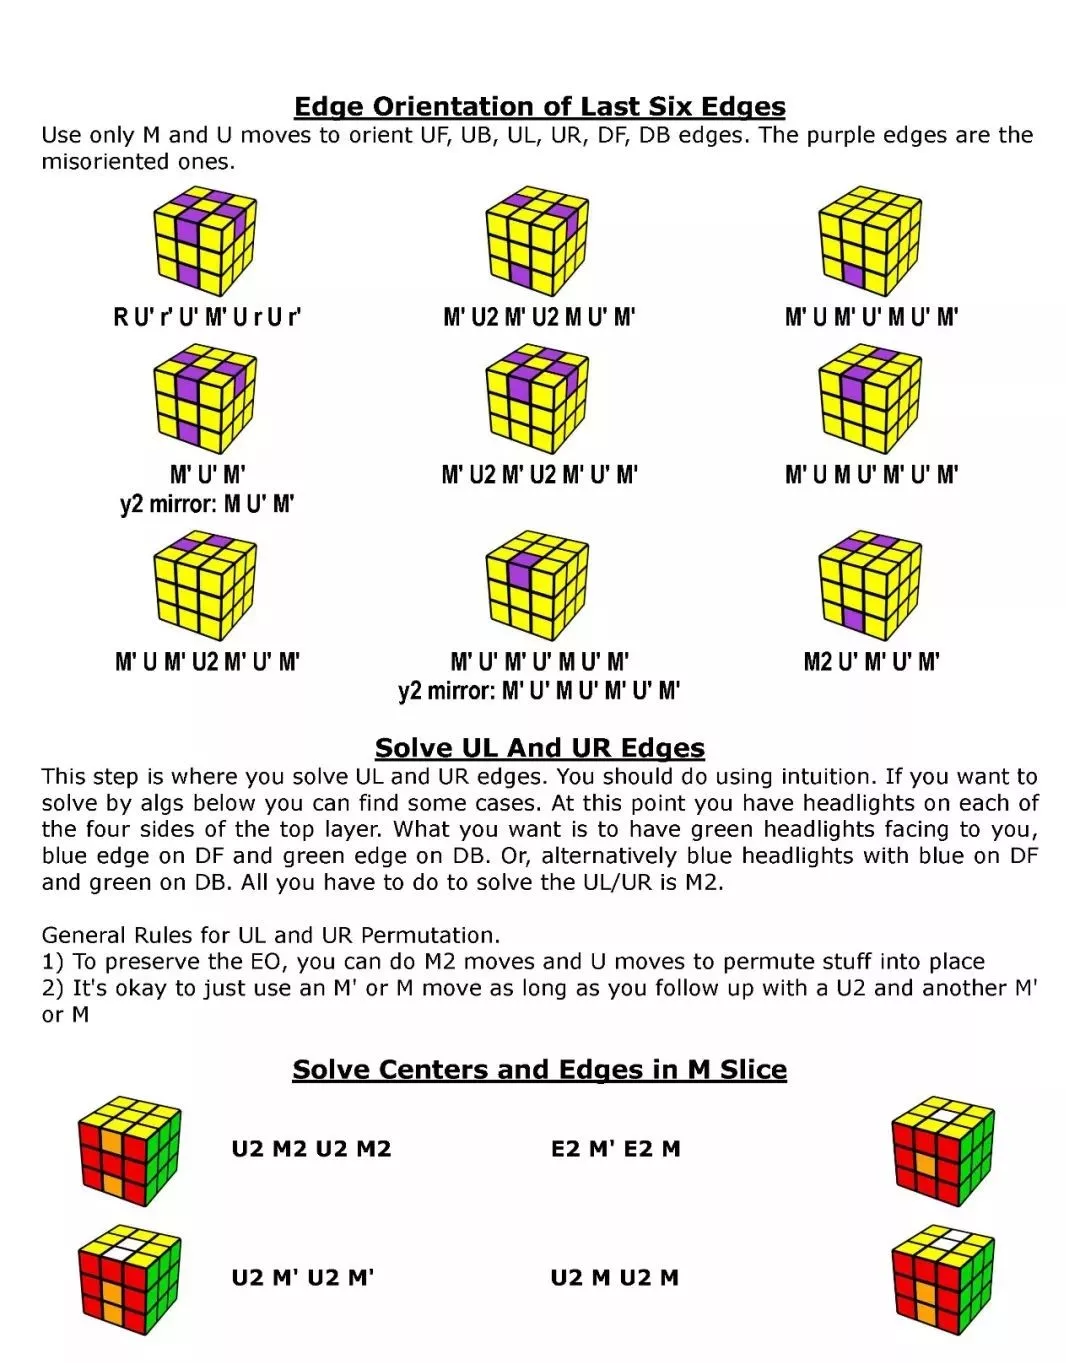 Edge Orientation of Last Six Edges
Use only M and U moves to orient UF, UB, UL, UR, DF, DB edges. The purple edges are the
misoriented ones.
R U' r' U' M' U r U r'
M' U2 M' U2 M U' M'
M' U M' U' M U' M'
M' U' M'
y2 mirror: M U' M'
M' U2 M' U2 M' U' M'
M' U M U' M' U' M'
M' U M' U2 M' U' M'
M' U' M' U' M U' M'
y2 mirror: M' U' M U' M' U' M'
M2 U' M' U' M'
Solve UL And UR Edges
This step is where you solve UL and UR edges. You should do using intuition. If you want to
solve by algs below you can find some cases. At this point you have headlights on each of
the four sides of the top layer. What you want is to have green headlights facing to you,
blue edge on DF and green edge on DB. Or, alternatively blue headlights with blue on DF
and green on DB. All you have to do to solve the UL/UR is M2.
General Rules for UL and UR Permutation.
1) To preserve the EO, you can do M2 moves and U moves to permute stuff into place
2) It's okay to just use an M' or M move as long as you follow up with a U2 and another M'
or M
Solve Centers and Edges in M Slice
U2 M2 U2 M2
E2 M' E2 M
U2 M' U2 M'
U2 M U2 M